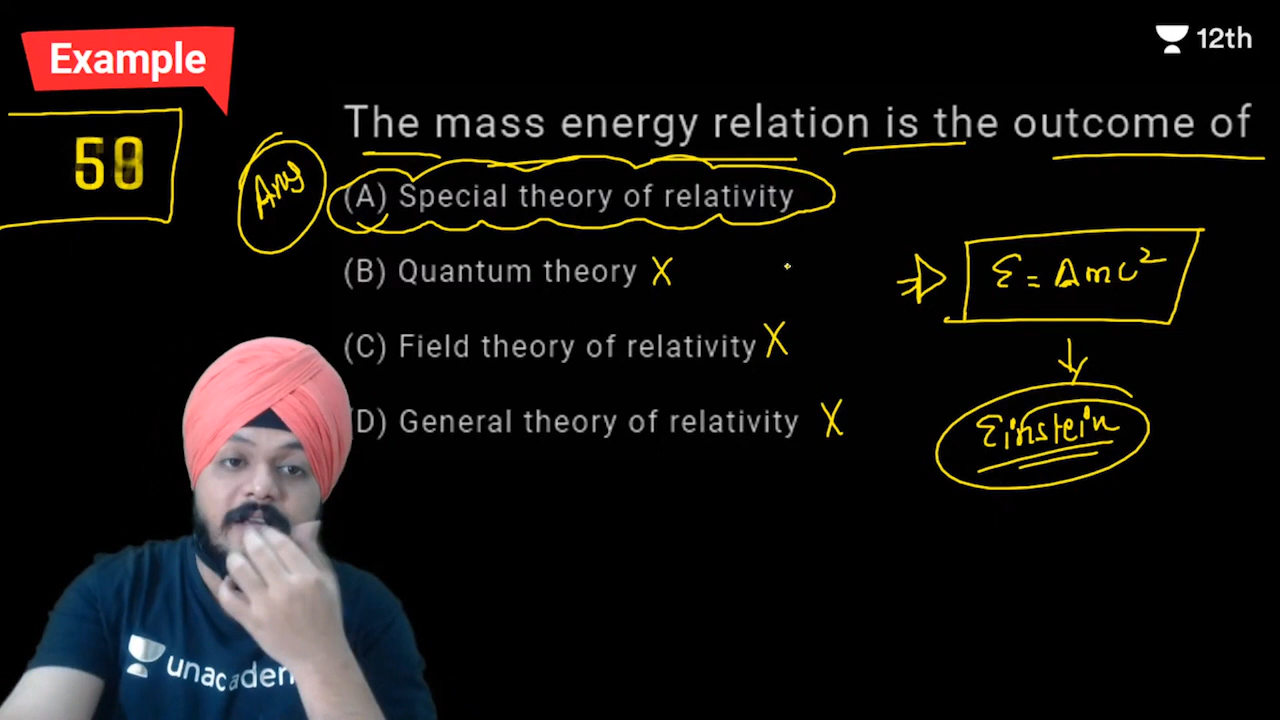 Example
12th
The mass energy relation is the outcome of
Ans
(A) Special theory of relativity
(B) Quantum theory X
(C) Field theory of relativity X
(D) General theory of relativity X
E = Δmc²
Einstein
unacadem